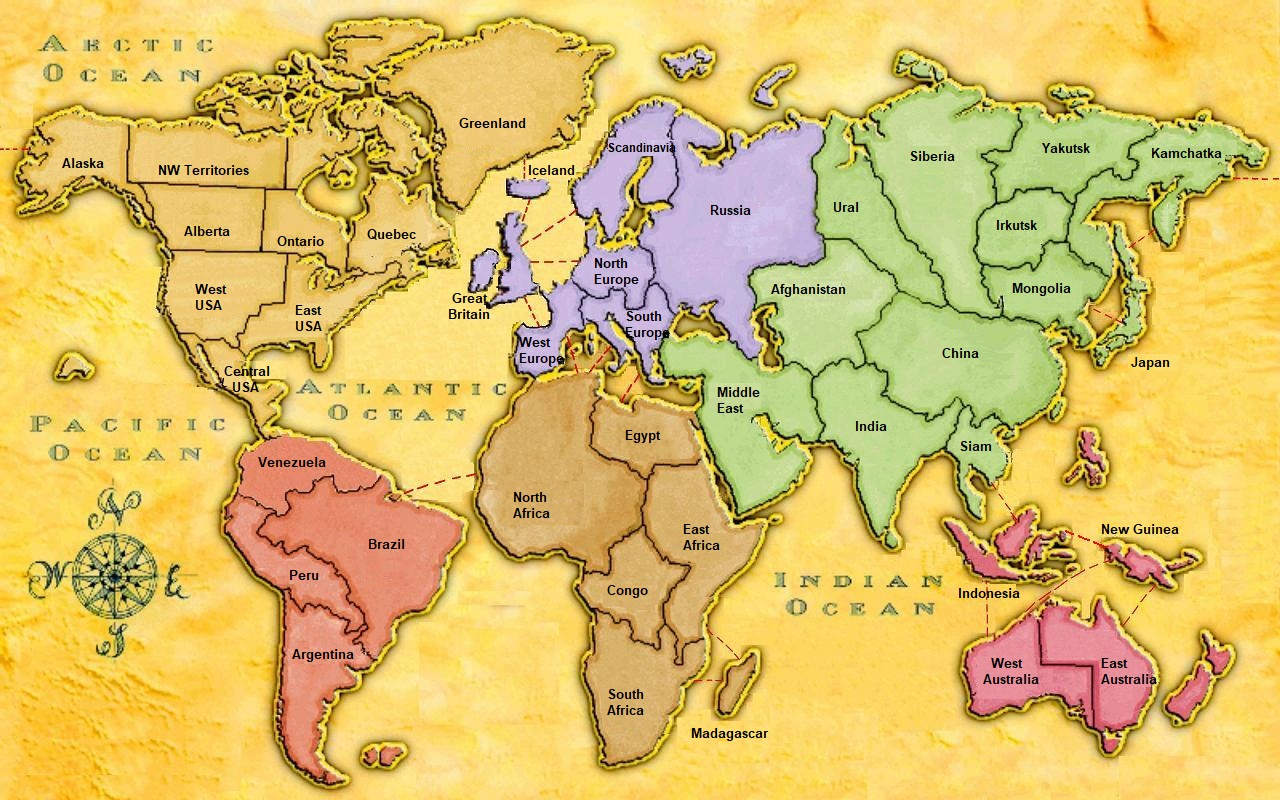 ARCTIC
OCEAN
Greenland
Scandinavia
Alaska
NW Territories
Iceland
Siberia
Yakutsk
Kamchatka
Alberta
Ontario
Quebec
Russia
Ural
Irkutsk
North
Europe
Afghanistan
Mongolia
West
USA
East
USA
Great
Britain
South
Europe
West
Europe
China
Japan
Central
USA
ATLANTIC
OCEAN
Middle
East
PACIFIC
OCEAN
Egypt
India
Siam
Venezuela
N
North
Africa
East
Africa
Brazil
New Guinea
W
E
Peru
Congo
INDIAN
OCEAN
Indonesia
S
Argentina
West
Australia
East
Australia
South
Africa
Madagascar